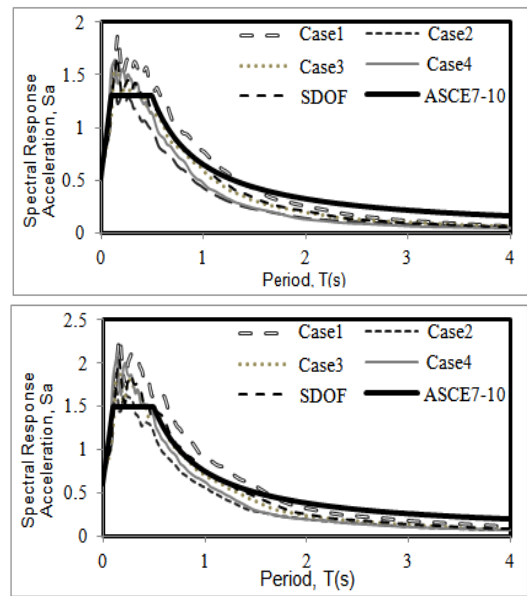 2
1.5
1
0.5
0
Spectral Response
Acceleration, Sa
Case1
Case2
Case3
Case4
SDOF
ASCE7-10
0
1
2
3
4
Period, T(s)
2.5
2
1.5
1
0.5
0
Spectral Response
Acceleration, Sa
Case1
Case2
Case3
Case4
SDOF
ASCE7-10
0
1
2
3
4
Period, T(s)